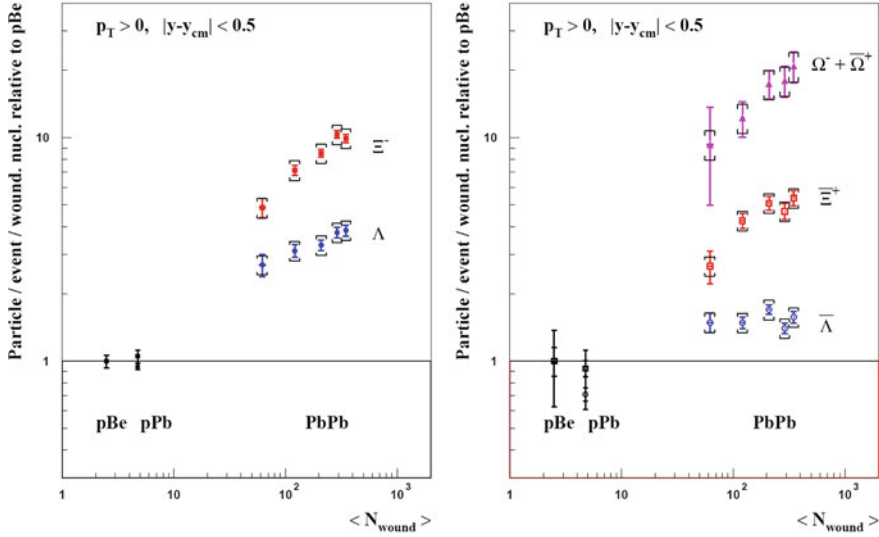 Particle / event / wound. nucl. relative to pBe
p_T > 0, |y-y_cm| < 0.5
10
Ξ⁻
Λ
1
pBe pPb PbPb
1 10 10² 10³
< N_wound >
Particle / event / wound. nucl. relative to pBe
p_T > 0, |y-y_cm| < 0.5
Ω⁻ + Ω̅⁺
10
Ξ̅⁺
Λ̅
1
pBe pPb PbPb
1 10 10² 10³
< N_wound >